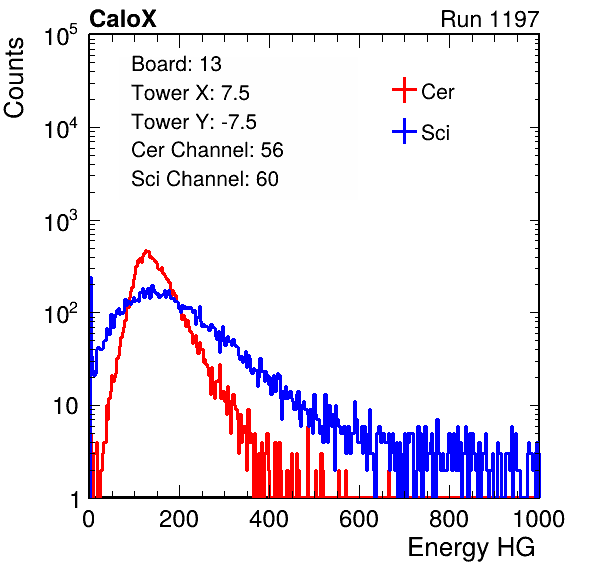 CaloX Run 1197
Counts
10^5
10^4
10^3
10^2
10
1
Board: 13
Tower X: 7.5
Tower Y: -7.5
Cer Channel: 56
Sci Channel: 60
Cer
Sci
0 200 400 600 800 1000
Energy HG